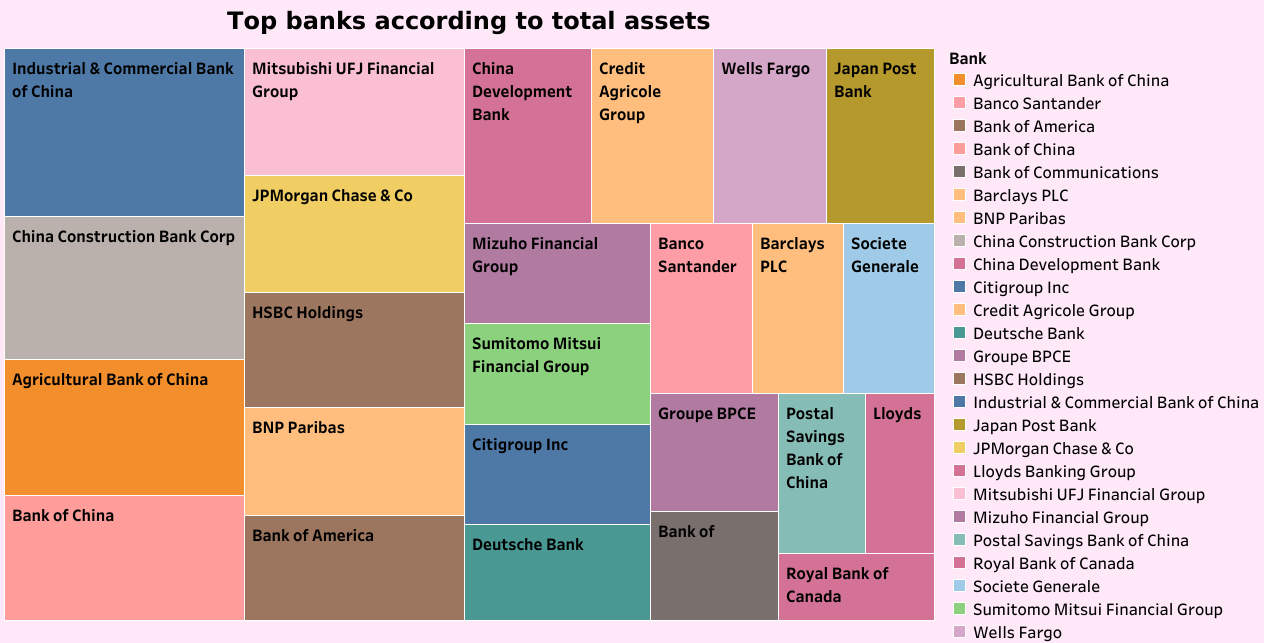 Top banks according to total assets
Industrial & Commercial Bank
of China
China Construction Bank Corp
Agricultural Bank of China
Bank of China
Mitsubishi UFJ Financial
Group
JPMorgan Chase & Co
HSBC Holdings
BNP Paribas
Bank of America
China
Development
Bank
Credit
Agricole
Group
Wells Fargo
Japan Post
Bank
Mizuho Financial
Group
Sumitomo Mitsui
Financial Group
Citigroup Inc
Deutsche Bank
Banco
Santander
Barclays
PLC
Societe
Generale
Groupe BPCE
Bank of
Postal
Savings
Bank of
China
Lloyds
Royal Bank of
Canada
Bank
Agricultural Bank of China
Banco Santander
Bank of America
Bank of China
Bank of Communications
Barclays PLC
BNP Paribas
China Construction Bank Corp
China Development Bank
Citigroup Inc
Credit Agricole Group
Deutsche Bank
Groupe BPCE
HSBC Holdings
Industrial & Commercial Bank of China
Japan Post Bank
JPMorgan Chase & Co
Lloyds Banking Group
Mitsubishi UFJ Financial Group
Mizuho Financial Group
Postal Savings Bank of China
Royal Bank of Canada
Societe Generale
Sumitomo Mitsui Financial Group
Wells Fargo